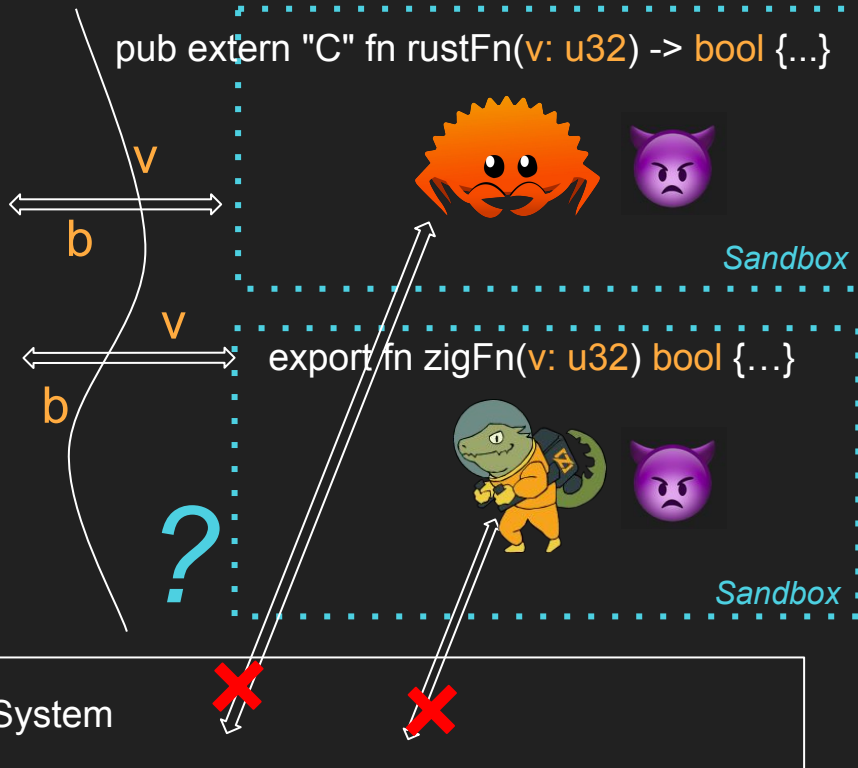 pub extern "C" fn rustFn(v: u32) -> bool {...}
v
b
Sandbox
v
export fn zigFn(v: u32) bool {…}
b
?
Sandbox
System